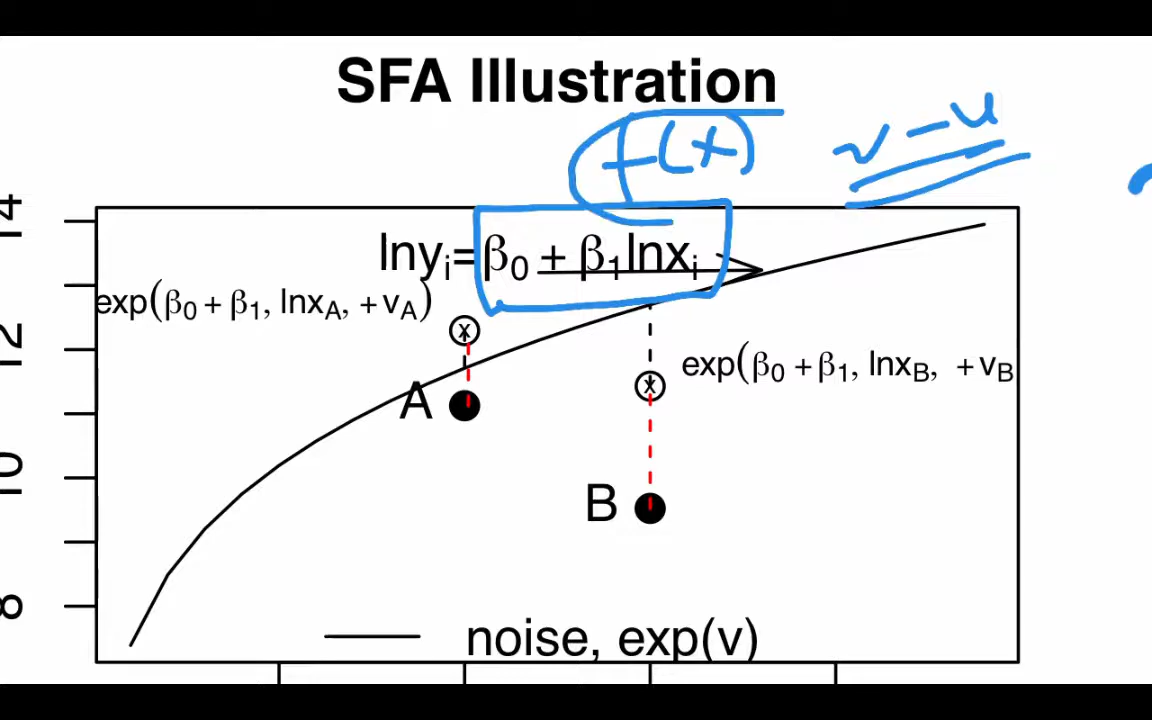 SFA Illustration
f(x) v-u
14
lnyᵢ=β₀ + β₁lnxᵢ
exp(β₀ + β₁, lnx_A, +v_A)
x
12
exp(β₀ + β₁, lnx_B, +v_B
x
A
10
B
8
noise, exp(v)